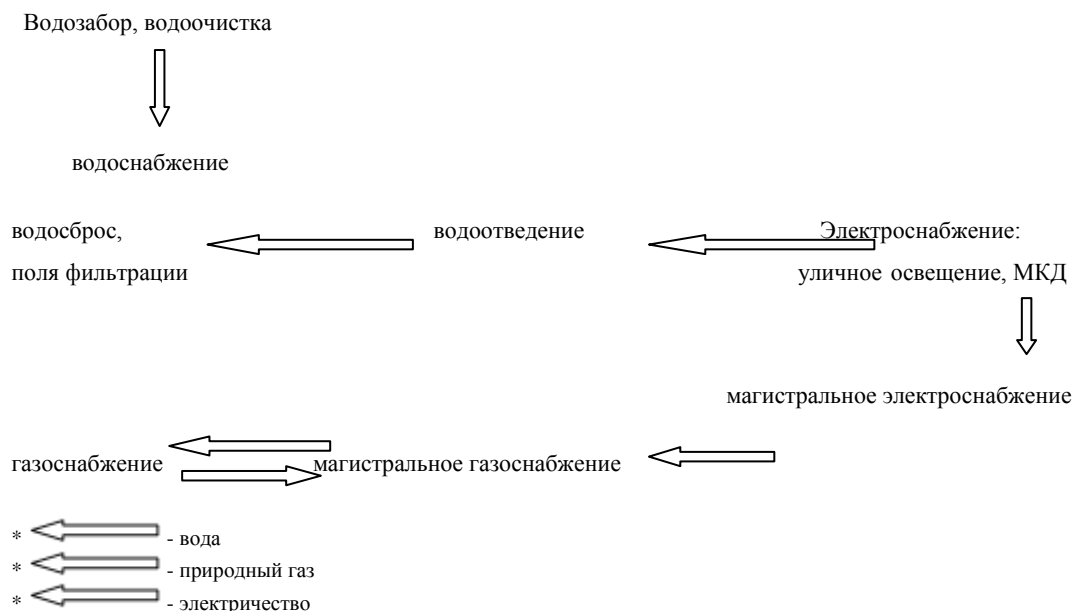 Водозабор, водоочистка
водоснабжение
водосброс,
поля фильтрации
водоотведение
Электроснабжение:
уличное освещение, МКД
магистральное электроснабжение
газоснабжение
магистральное газоснабжение
* - вода
* - природный газ
* - электричество